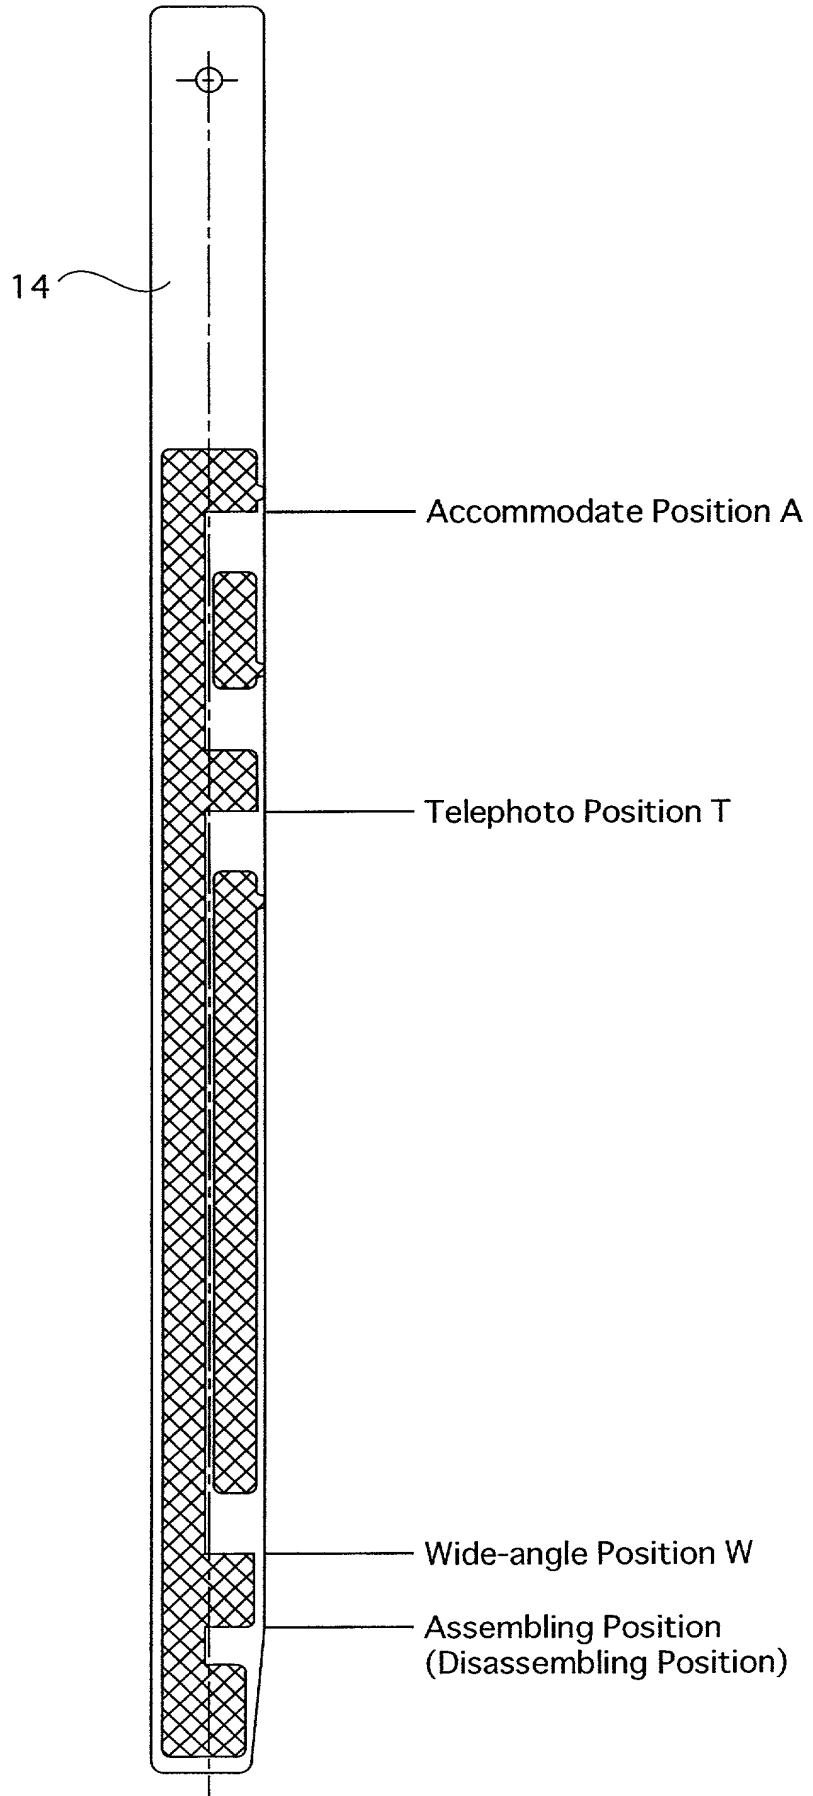 14
Accommodate Position A
Telephoto Position T
Wide-angle Position W
Assembling Position
(Disassembling Position)